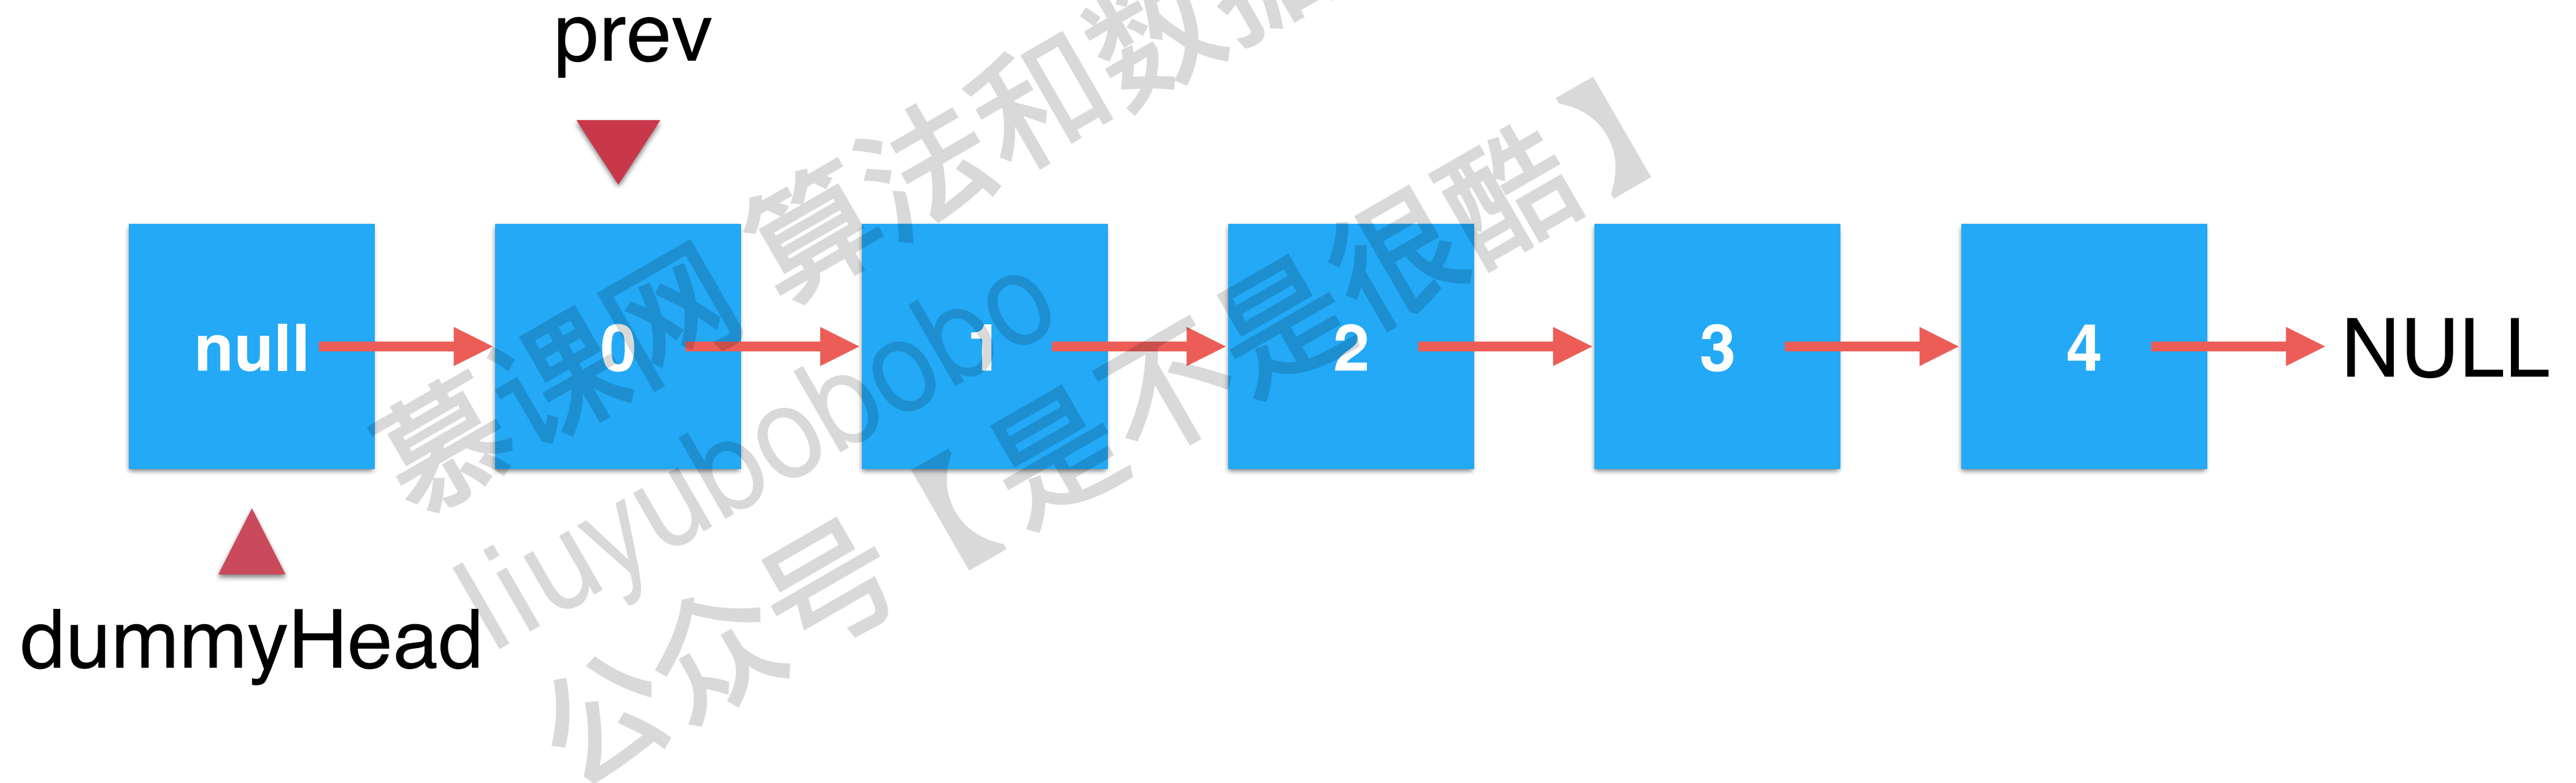 prev
null 0 1 2 3 4 NULL
dummyHead
慕课网 算法和数据
liuyubobobo
公众号【是不是很酷】